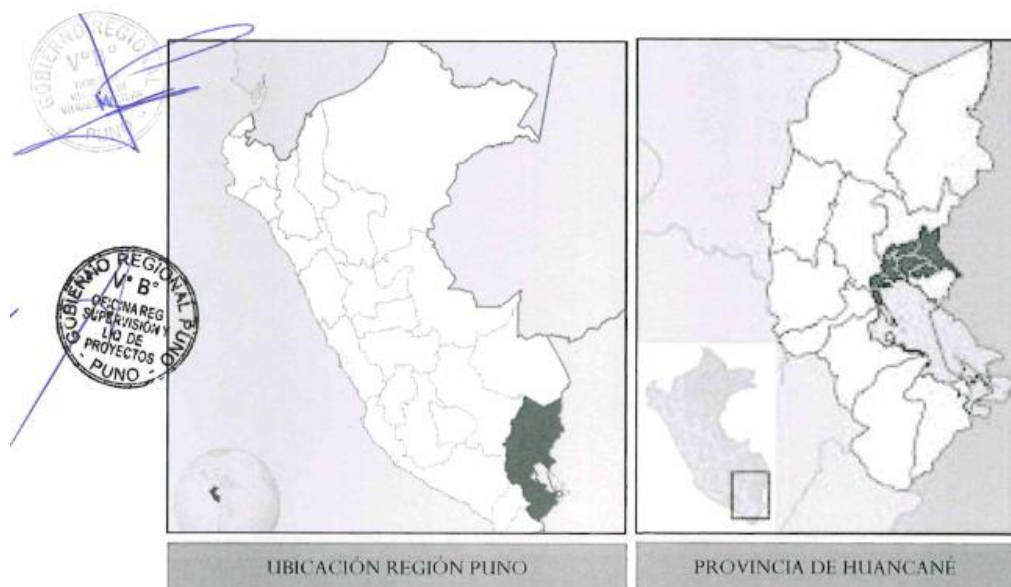 GOBIERNO REGIONAL
V° B°
PUNO
GOBIERNO REGIONAL PUNO
V° B°
OFICINA REG
SUPERVISIÓN Y
LIQ DE
PROYECTOS
- PUNO -
UBICACIÓN REGIÓN PUNO
PROVINCIA DE HUANCANÉ